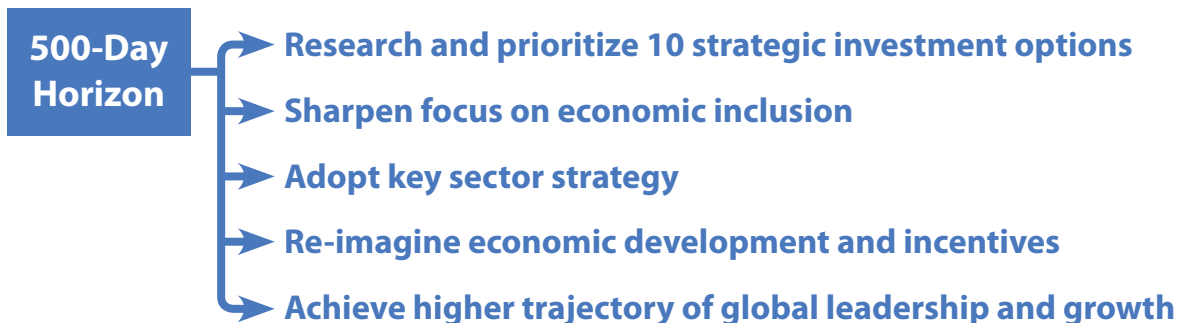 500-Day
Horizon
Research and prioritize 10 strategic investment options
Sharpen focus on economic inclusion
Adopt key sector strategy
Re-imagine economic development and incentives
Achieve higher trajectory of global leadership and growth